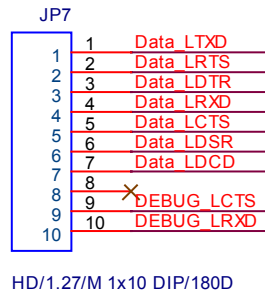 JP7
1 1 Data_LTXD
2 2 Data_LRTS
3 3 Data_LDTR
4 4 Data_LRXD
5 5 Data_LCTS
6 6 Data_LDSR
7 7 Data_LDCD
8 8
9 9 DEBUG_LCTS
10 10 DEBUG_LRXD
HD/1.27/M 1x10 DIP/180D